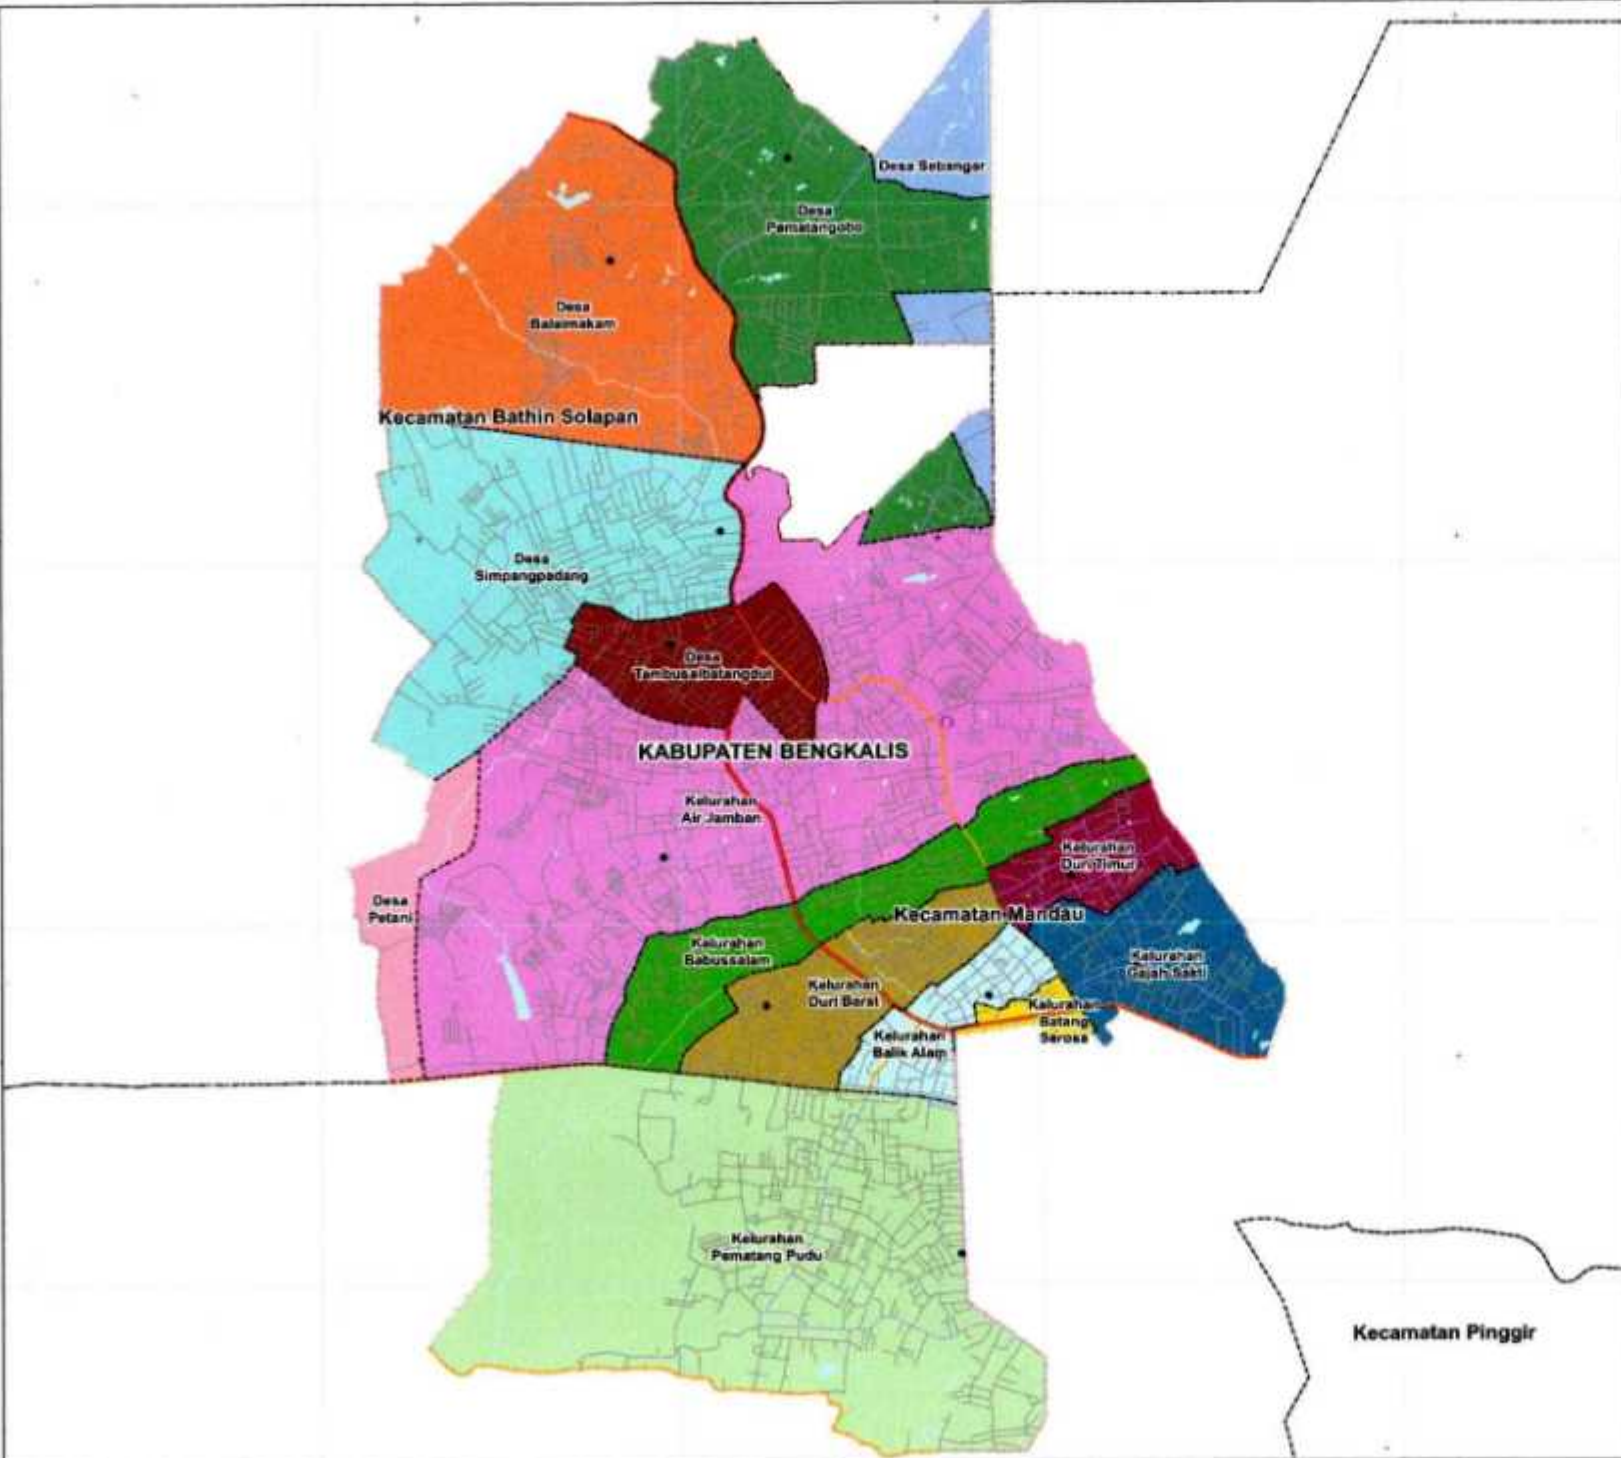 Desa Sebangar
Desa
Pematangobo
Desa
Balaimakam
Kecamatan Bathin Solapan
Desa
Simpangpadang
Desa
Tambusaibatangdui
KABUPATEN BENGKALIS
Kelurahan
Air Jamban
Kelurahan
Duri Timur
Desa
Petani
Kecamatan Mandau
Kelurahan
Babussalam
Kelurahan
Gajah Sakti
Kelurahan
Duri Barat
Kelurahan
Batang
Serosa
Kelurahan
Balik Alam
Kelurahan
Pematang Pudu
Kecamatan Pinggir